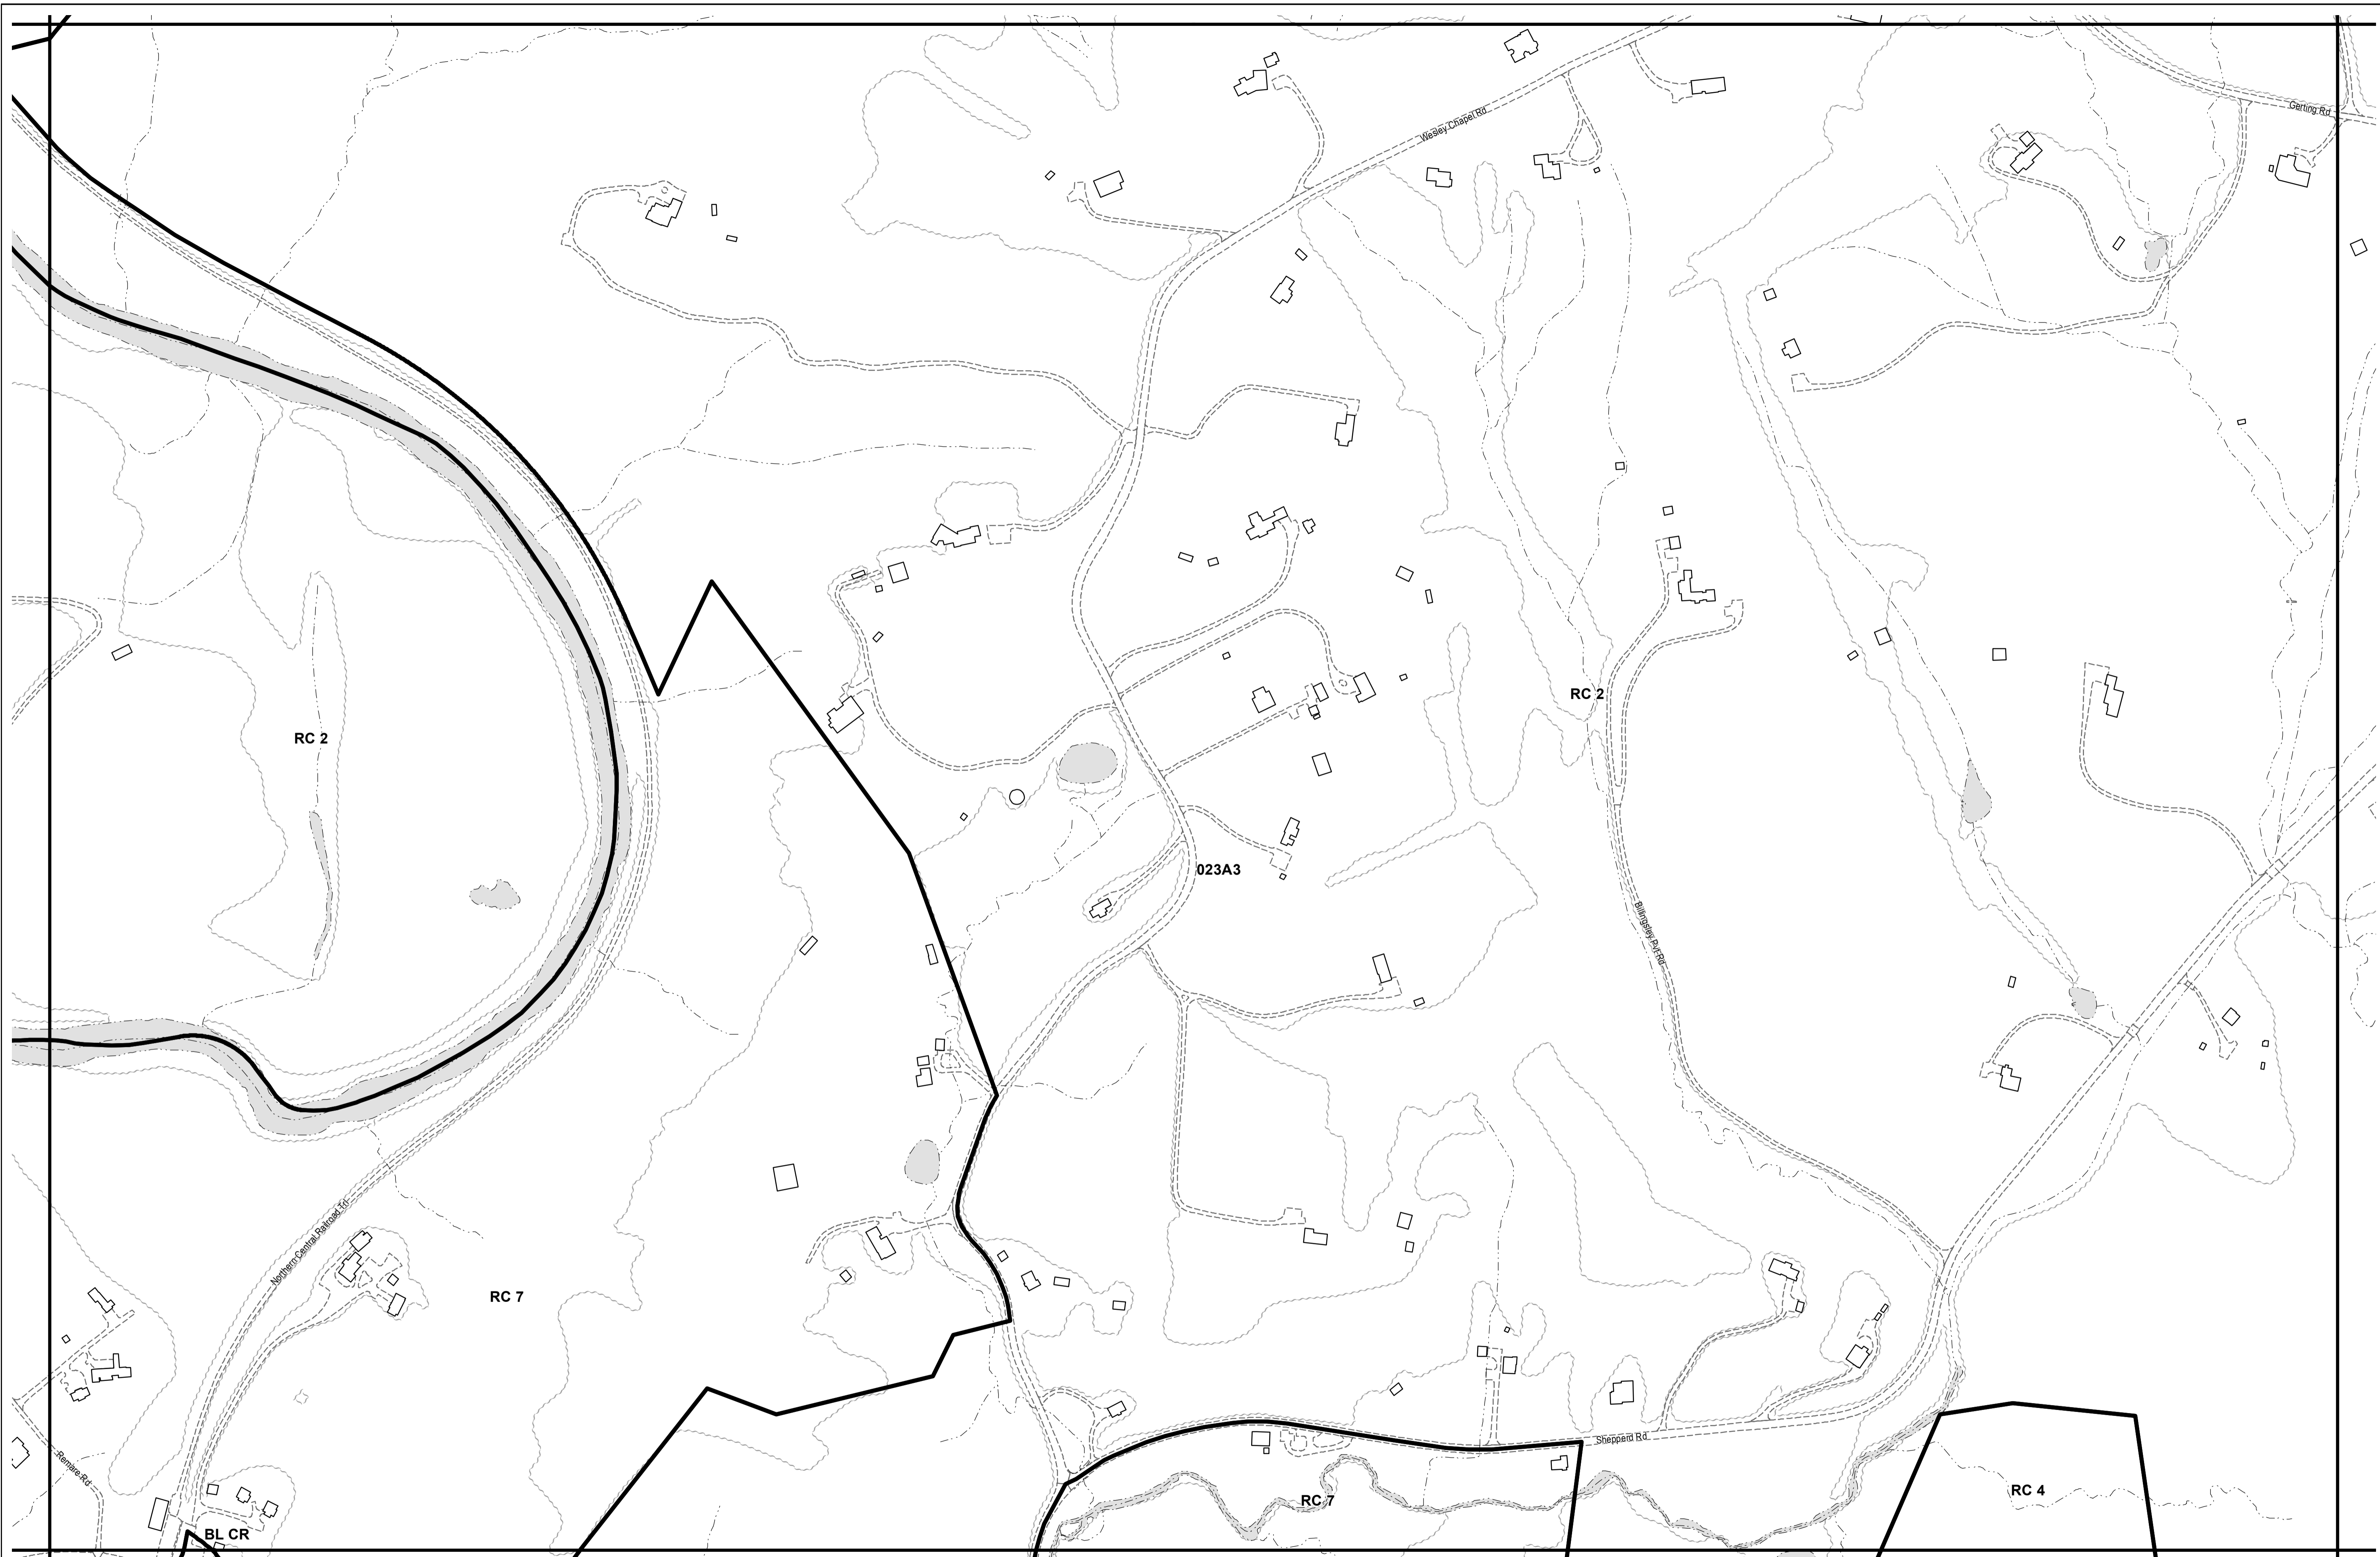 Gerting Rd
Wesley Chapel Rd
RC 2
RC 2
023A3
Billingsley Pvt Rd
Northern Central Railroad Trl
RC 7
Shepperd Rd
Remare Rd
RC 7
RC 4
BL CR